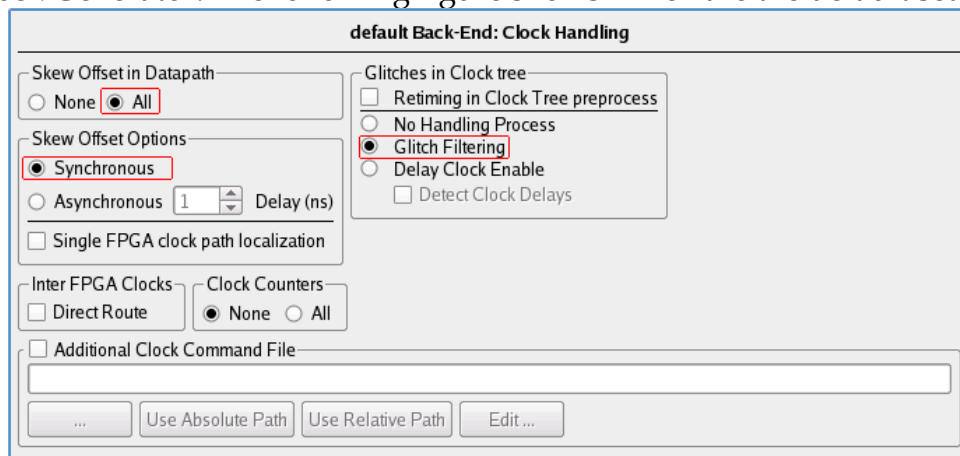 default Back-End: Clock Handling
Skew Offset in Datapath
None All
Skew Offset Options
Synchronous
Asynchronous 1 Delay (ns)
Single FPGA clock path localization
Glitches in Clock tree
Retiming in Clock Tree preprocess
No Handling Process
Glitch Filtering
Delay Clock Enable
Detect Clock Delays
Inter FPGA Clocks
Direct Route
Clock Counters
None All
Additional Clock Command File
... Use Absolute Path Use Relative Path Edit ...